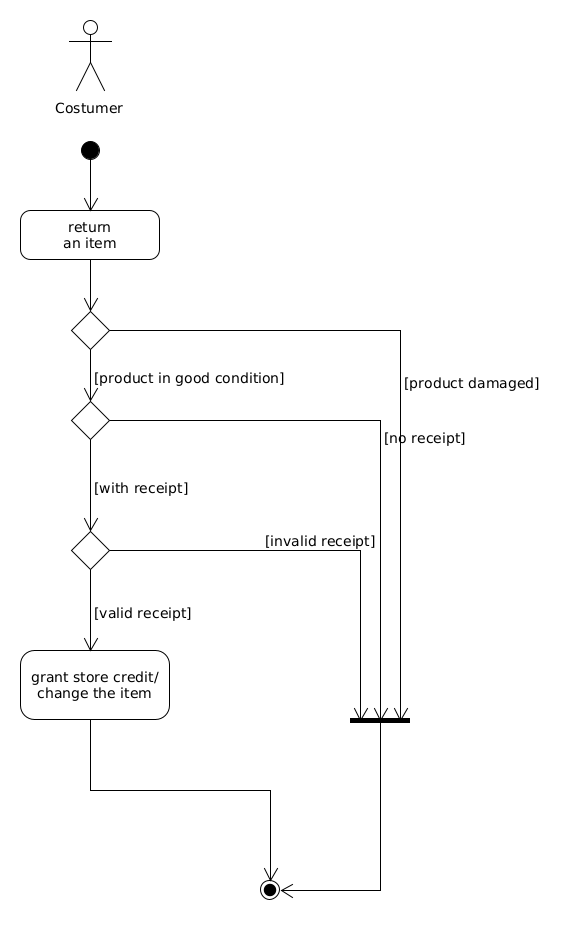 Costumer
return
an item
[product in good condition]
[product damaged]
[no receipt]
[with receipt]
[invalid receipt]
[valid receipt]
grant store credit/
change the item